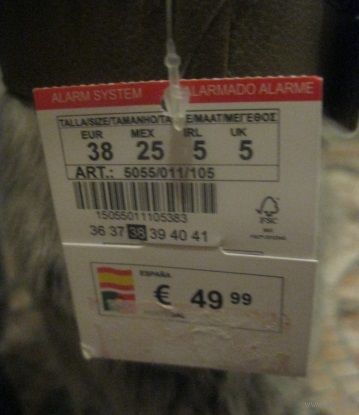 ALARM SYSTEM ALARMADO ALARME
TALLA/SIZE/TAMANHO/ /MAAT/ΜΕΓΕΘΟΣ
EUR MEX IRL UK
38 25 5 5
ART.: 5055/011/105
15055011105383
36 37 38 39 40 41
FSC
ESPAÑA
€ 49 99